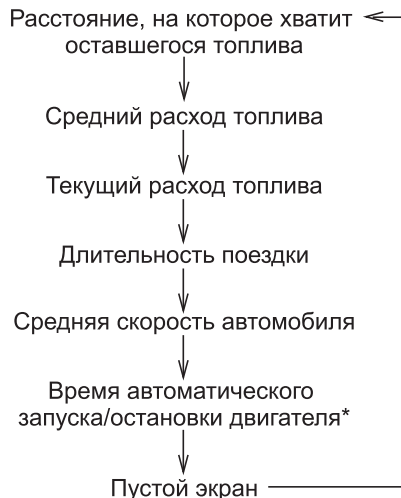 Расстояние, на которое хватит
оставшегося топлива
Средний расход топлива
Текущий расход топлива
Длительность поездки
Средняя скорость автомобиля
Время автоматического
запуска/остановки двигателя*
Пустой экран